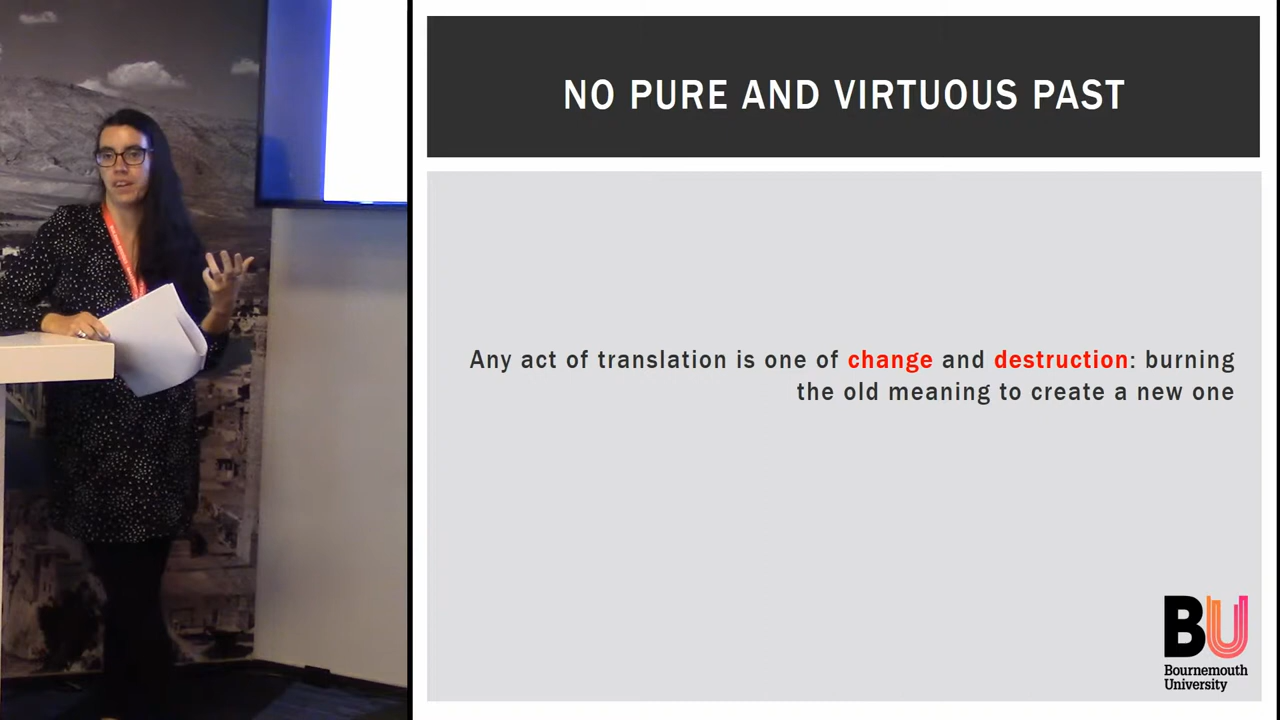 NO PURE AND VIRTUOUS PAST
Any act of translation is one of change and destruction: burning
the old meaning to create a new one
BU
Bournemouth
University